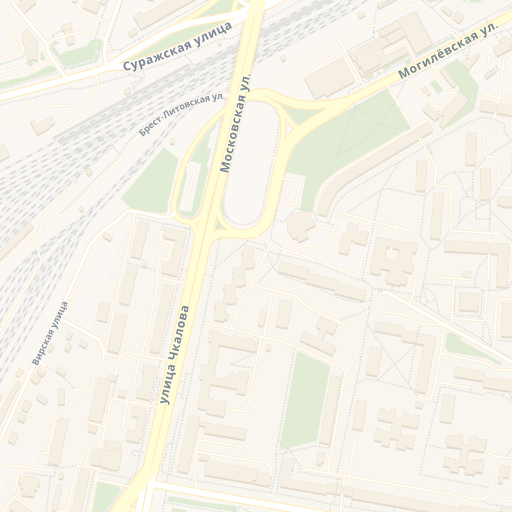 Суражская улица
Могилёвская ул.
Брест-Литовская ул.
Московская ул.
улица Чкалова
Вирская улица